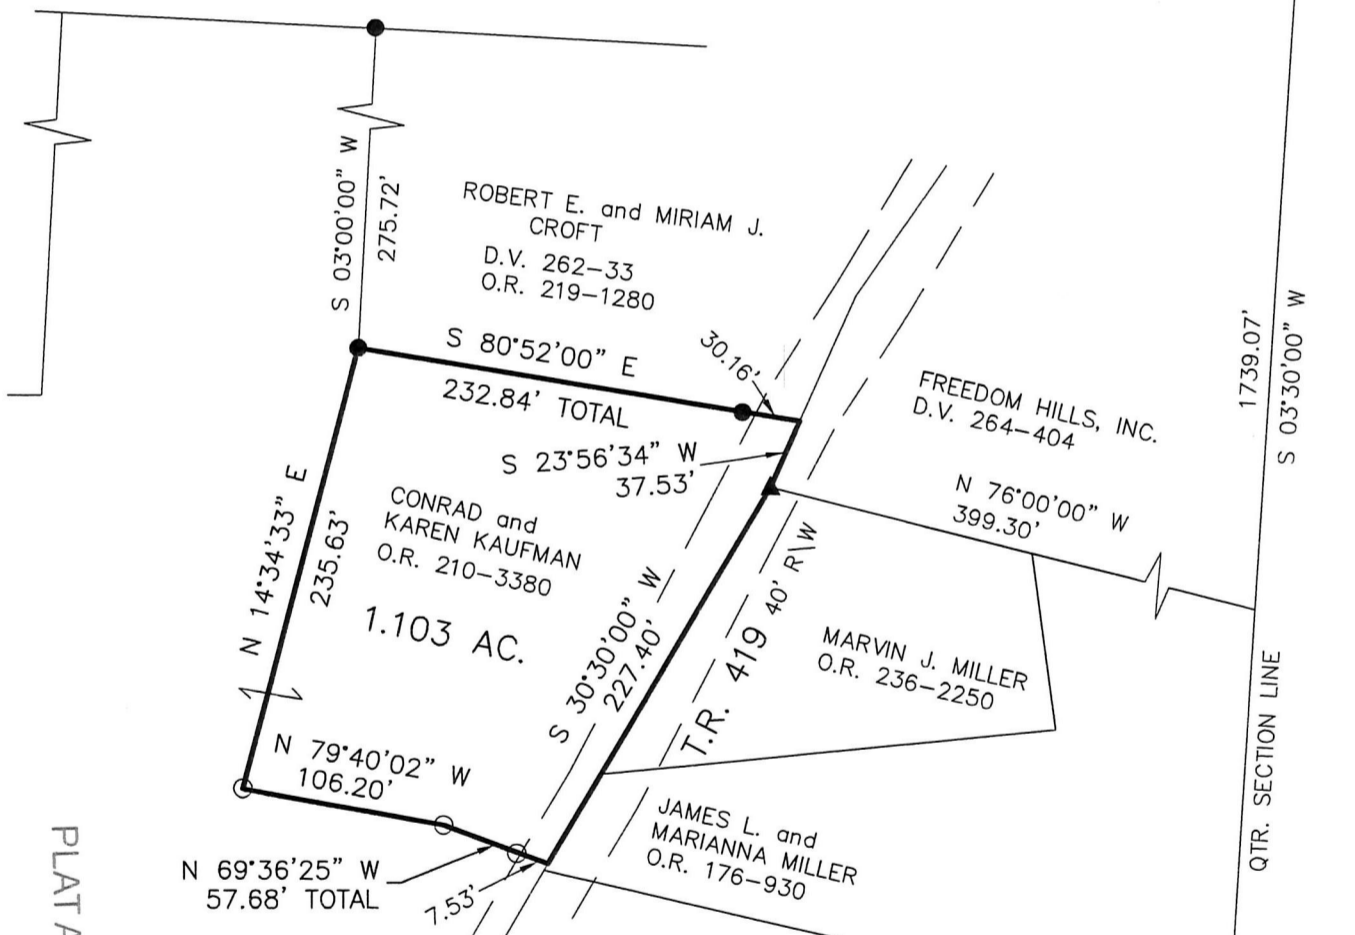 S 03°00'00" W
275.72'
ROBERT E. and MIRIAM J.
CROFT
D.V. 262-33
O.R. 219-1280
S 80°52'00" E
232.84' TOTAL
30.16'
S 23°56'34" W
37.53'
FREEDOM HILLS, INC.
D.V. 264-404
N 76°00'00" W
399.30'
1739.07'
S 03°30'00" W
QTR. SECTION LINE
CONRAD and
KAREN KAUFMAN
O.R. 210-3380
1.103 AC.
N 14°34'33" E
235.63'
S 30°30'00" W
227.40'
T.R. 419 40' R\W
MARVIN J. MILLER
O.R. 236-2250
N 79°40'02" W
106.20'
JAMES L. and
MARIANNA MILLER
O.R. 176-930
N 69°36'25" W
57.68' TOTAL
7.53'
PLAT